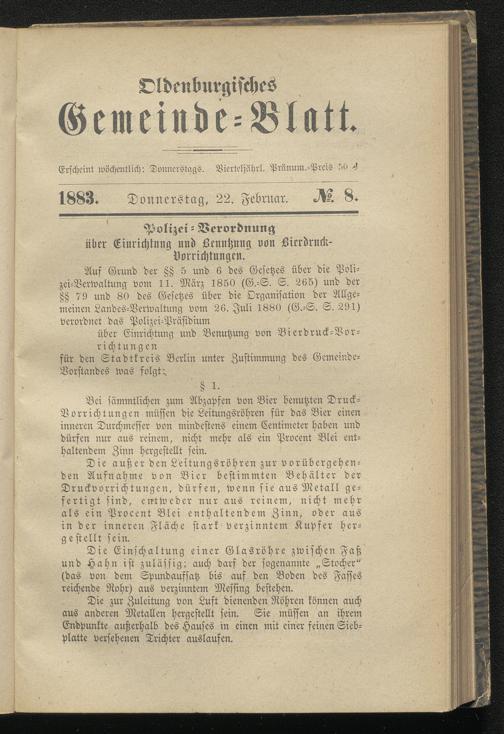 Oldenburgisches
Gemeinde-Blatt.
Erscheint wöchentlich: Donnerstags. Vierteljährl. Pränum.-Preis 50 ₰
1883. Donnerstag, 22. Februar. № 8.
Polizei-Verordnung
über Einrichtung und Benutzung von Bierdruck-
Vorrichtungen.
Auf Grund der §§ 5 und 6 des Gesetzes über die Poli-
zei-Verwaltung vom 11. März 1850 (G.-S. S. 265) und der
§§ 79 und 80 des Gesetzes über die Organisation der Allge-
meinen Landes-Verwaltung vom 26. Juli 1880 (G.-S. S. 291)
verordnet das Polizei-Präsidium
über Einrichtung und Benutzung von Bierdruck-Vor-
richtungen
für den Stadtkreis Berlin unter Zustimmung des Gemeinde-
Vorstandes was folgt:
§ 1.
Bei sämmtlichen zum Abzapfen von Bier benutzten Druck-
Vorrichtungen müssen die Leitungsröhren für das Bier einen
inneren Durchmesser von mindestens einem Centimeter haben und
dürfen nur aus reinem, nicht mehr als ein Procent Blei ent-
haltendem Zinn hergestellt sein.
Die außer den Leitungsröhren zur vorübergehen-
den Aufnahme von Bier bestimmten Behälter der
Druckvorrichtungen, dürfen, wenn sie aus Metall ge-
fertigt sind, entweder nur aus reinem, nicht mehr
als ein Procent Blei enthaltendem Zinn, oder aus
in der inneren Fläche stark verzinntem Kupfer her-
gestellt sein.
Die Einschaltung einer Glasröhre zwischen Faß
und Hahn ist zulässig; auch darf der sogenannte „Stocher“
(das von dem Spundaufsatz bis auf den Boden des Fasses
reichende Rohr) aus verzinntem Messing bestehen.
Die zur Zuleitung von Luft dienenden Röhren können auch
aus anderen Metallen hergestellt sein. Sie müssen an ihrem
Endpunkte außerhalb des Hauses in einen mit einer feinen Sieb-
platte versehenen Trichter auslaufen.